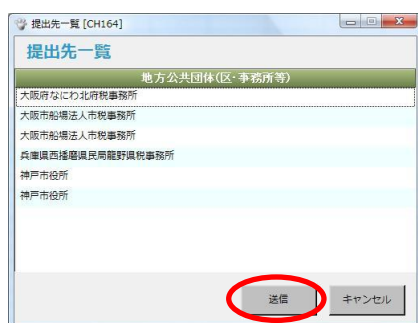 提出先一覧 [CH164]
提出先一覧
地方公共団体(区・事務所等)
大阪府なにわ北府税事務所
大阪市船場法人市税事務所
大阪市船場法人市税事務所
兵庫県西播磨県民局龍野県税事務所
神戸市役所
神戸市役所
送信
キャンセル